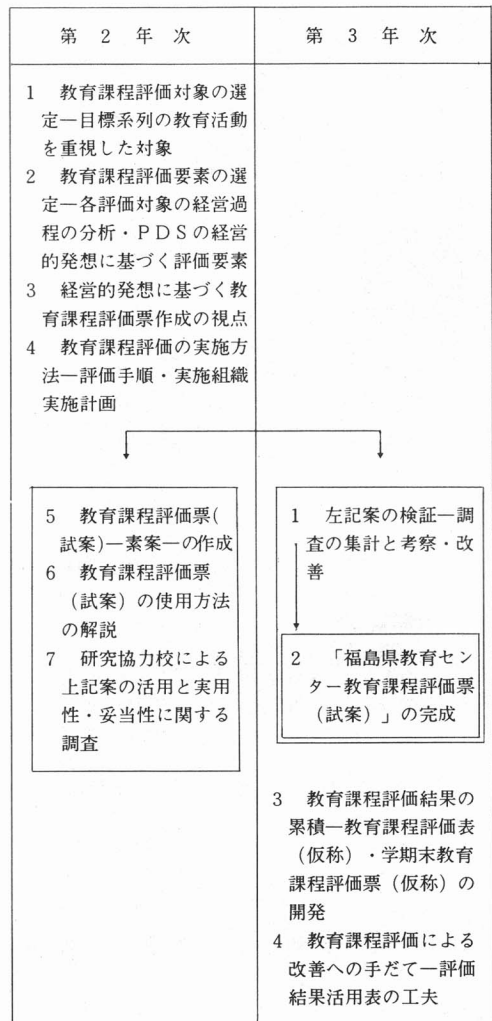 第 2 年 次
1 教育課程評価対象の選
定―目標系列の教育活動
を重視した対象
2 教育課程評価要素の選
定―各評価対象の経営過
程の分析・PDSの経営
的発想に基づく評価要素
3 経営的発想に基づく教
育課程評価票作成の視点
4 教育課程評価の実施方
法―評価手順・実施組織
実施計画
5 教育課程評価票(
試案)―素案―の作成
6 教育課程評価票
(試案)の使用方法
の解説
7 研究協力校による
上記案の活用と実用
性・妥当性に関する
調査
第 3 年 次
1 左記案の検証―調
査の集計と考察・改
善
2 「福島県教育セン
ター教育課程評価票
(試案)」の完成
3 教育課程評価結果の
累積―教育課程評価表
(仮称)・学期末教育
課程評価票(仮称)の
開発
4 教育課程評価による
改善への手だて―評価
結果活用表の工夫